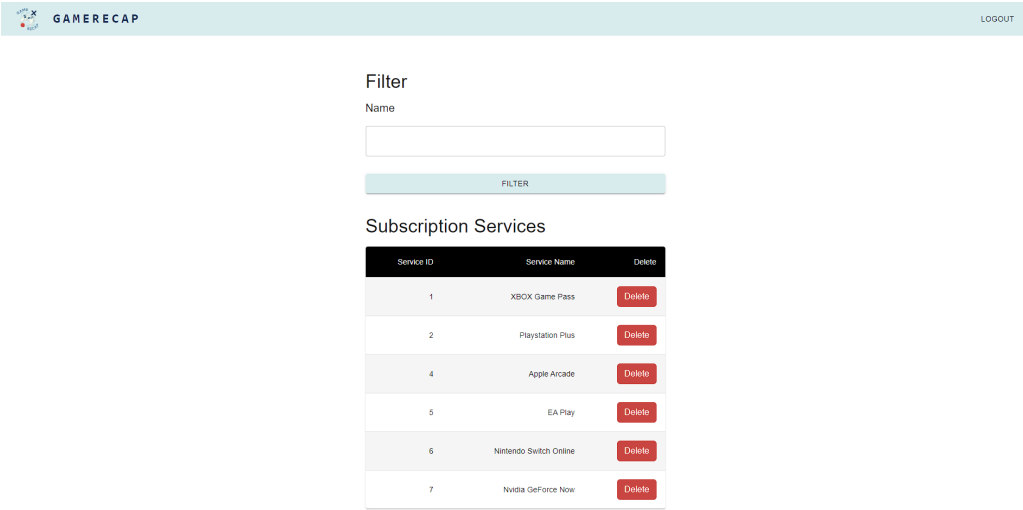 GAMERECAP LOGOUT
Filter
Name
FILTER
Subscription Services
Service ID Service Name Delete
1 XBOX Game Pass Delete
2 Playstation Plus Delete
4 Apple Arcade Delete
5 EA Play Delete
6 Nintendo Switch Online Delete
7 Nvidia GeForce Now Delete